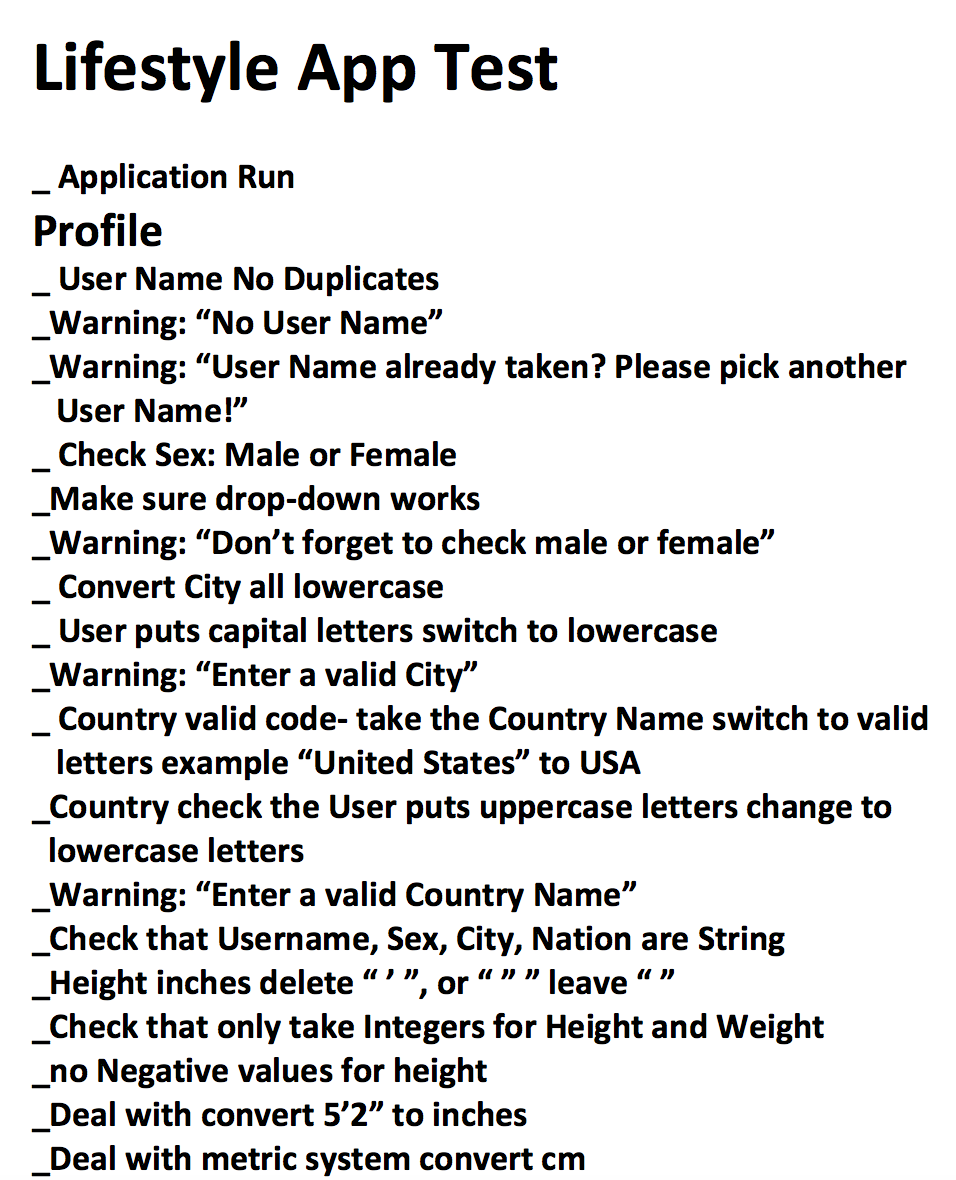 Lifestyle App Test
_ Application Run
Profile
_ User Name No Duplicates
_Warning: “No User Name”
_Warning: “User Name already taken? Please pick another
User Name!”
_ Check Sex: Male or Female
_Make sure drop-down works
_Warning: “Don’t forget to check male or female”
_ Convert City all lowercase
_ User puts capital letters switch to lowercase
_Warning: “Enter a valid City”
_ Country valid code- take the Country Name switch to valid
letters example “United States” to USA
_Country check the User puts uppercase letters change to
lowercase letters
_Warning: “Enter a valid Country Name”
_Check that Username, Sex, City, Nation are String
_Height inches delete “ ’ ”, or “ ” ” leave “ ”
_Check that only take Integers for Height and Weight
_no Negative values for height
_Deal with convert 5’2” to inches
_Deal with metric system convert cm